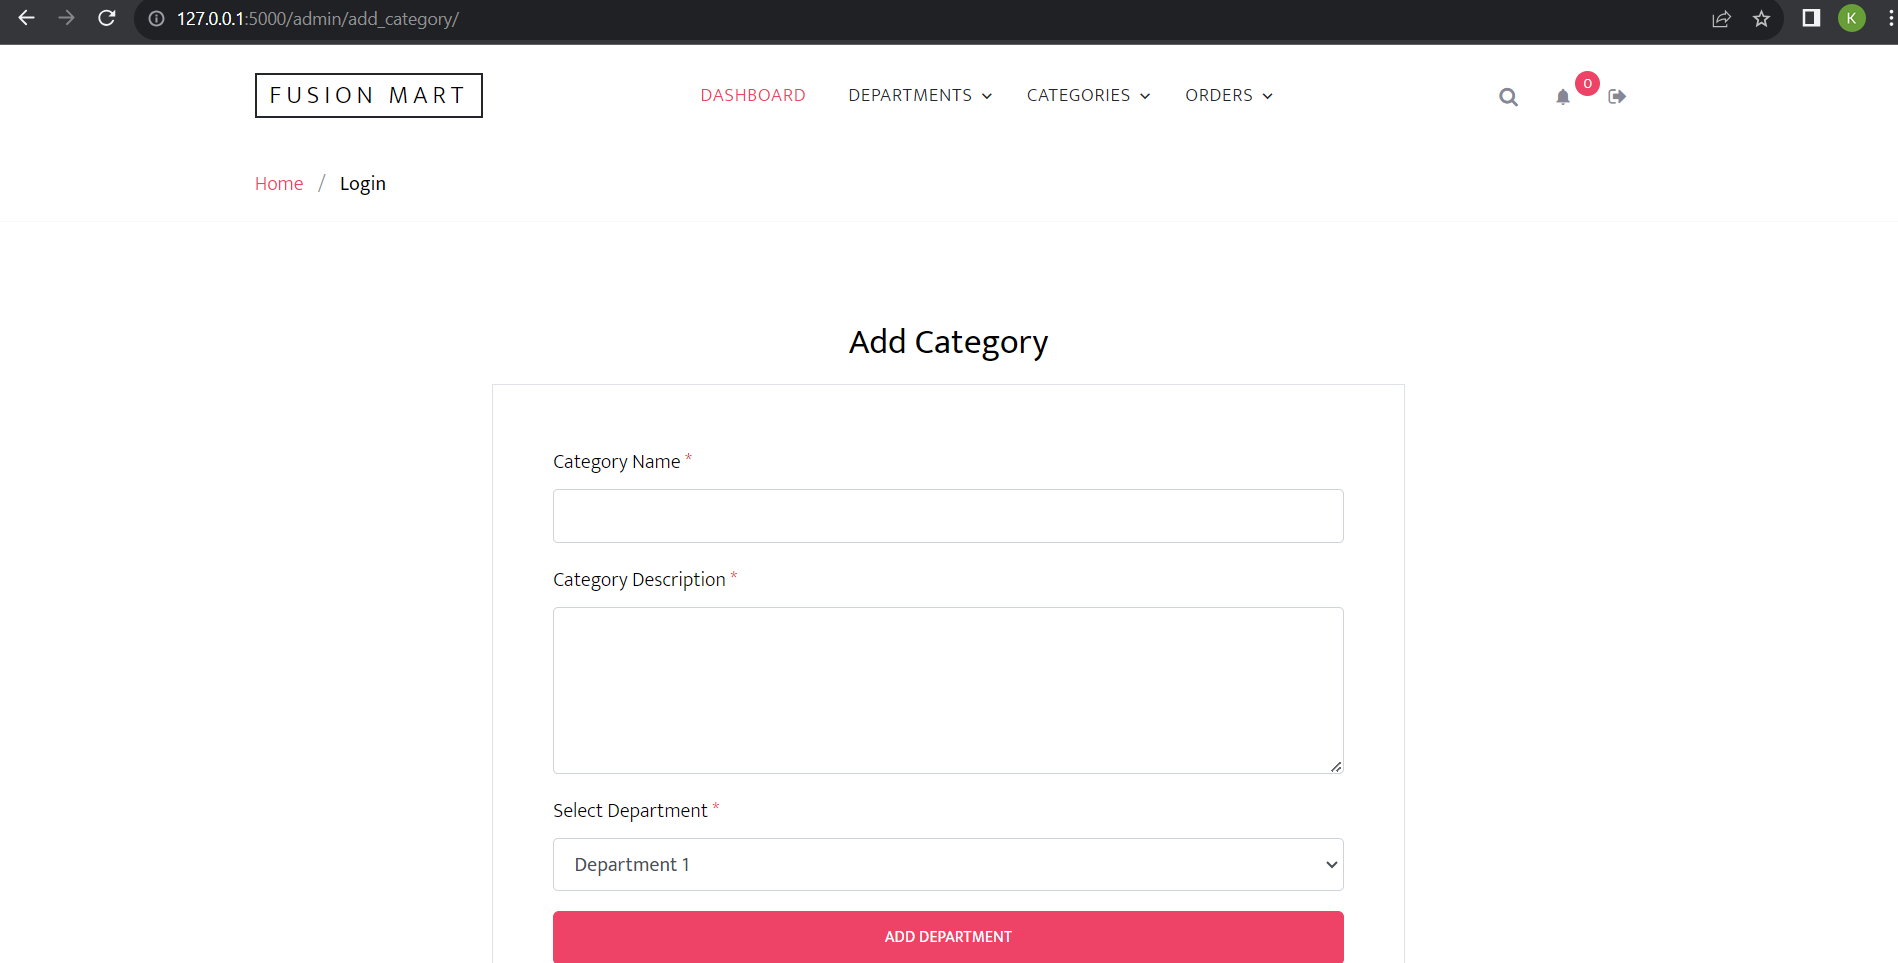 127.0.0.1:5000/admin/add_category/
K
FUSION MART
DASHBOARD DEPARTMENTS CATEGORIES ORDERS 0
Home / Login
Add Category
Category Name *
Category Description *
Select Department *
Department 1
ADD DEPARTMENT